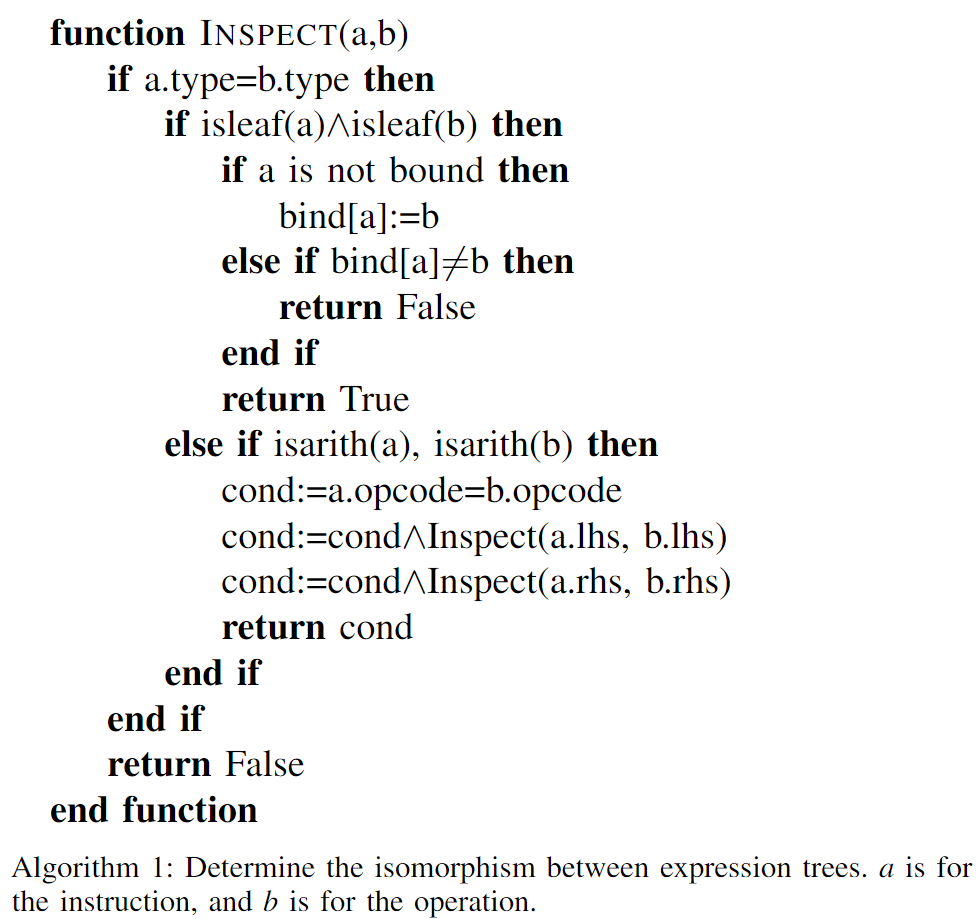 function INSPECT(a,b)
if a.type=b.type then
if isleaf(a)∧isleaf(b) then
if a is not bound then
bind[a]:=b
else if bind[a]≠b then
return False
end if
return True
else if isarith(a), isarith(b) then
cond:=a.opcode=b.opcode
cond:=cond∧Inspect(a.lhs, b.lhs)
cond:=cond∧Inspect(a.rhs, b.rhs)
return cond
end if
end if
return False
end function
Algorithm 1: Determine the isomorphism between expression trees. a is for
the instruction, and b is for the operation.